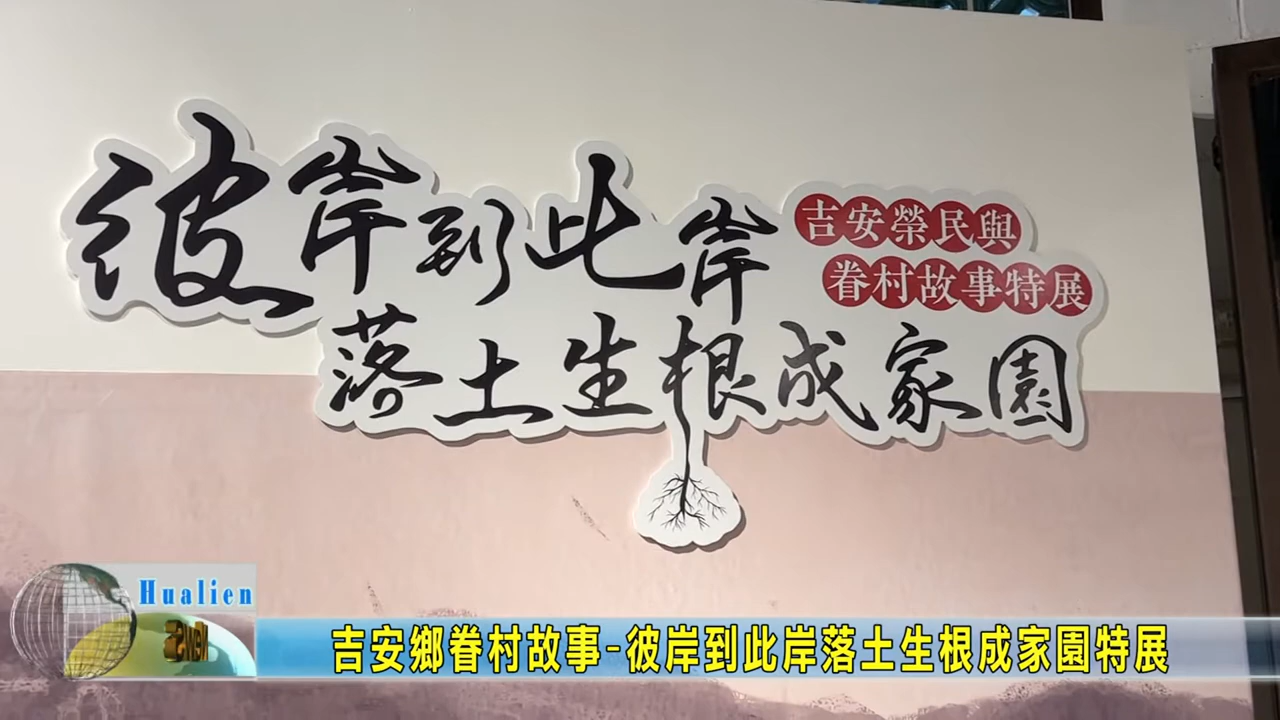 彼岸到此岸
吉安榮民與
眷村故事特展
落土生根成家園
Hualien
NEWS
吉安鄉眷村故事-彼岸到此岸落土生根成家園特展